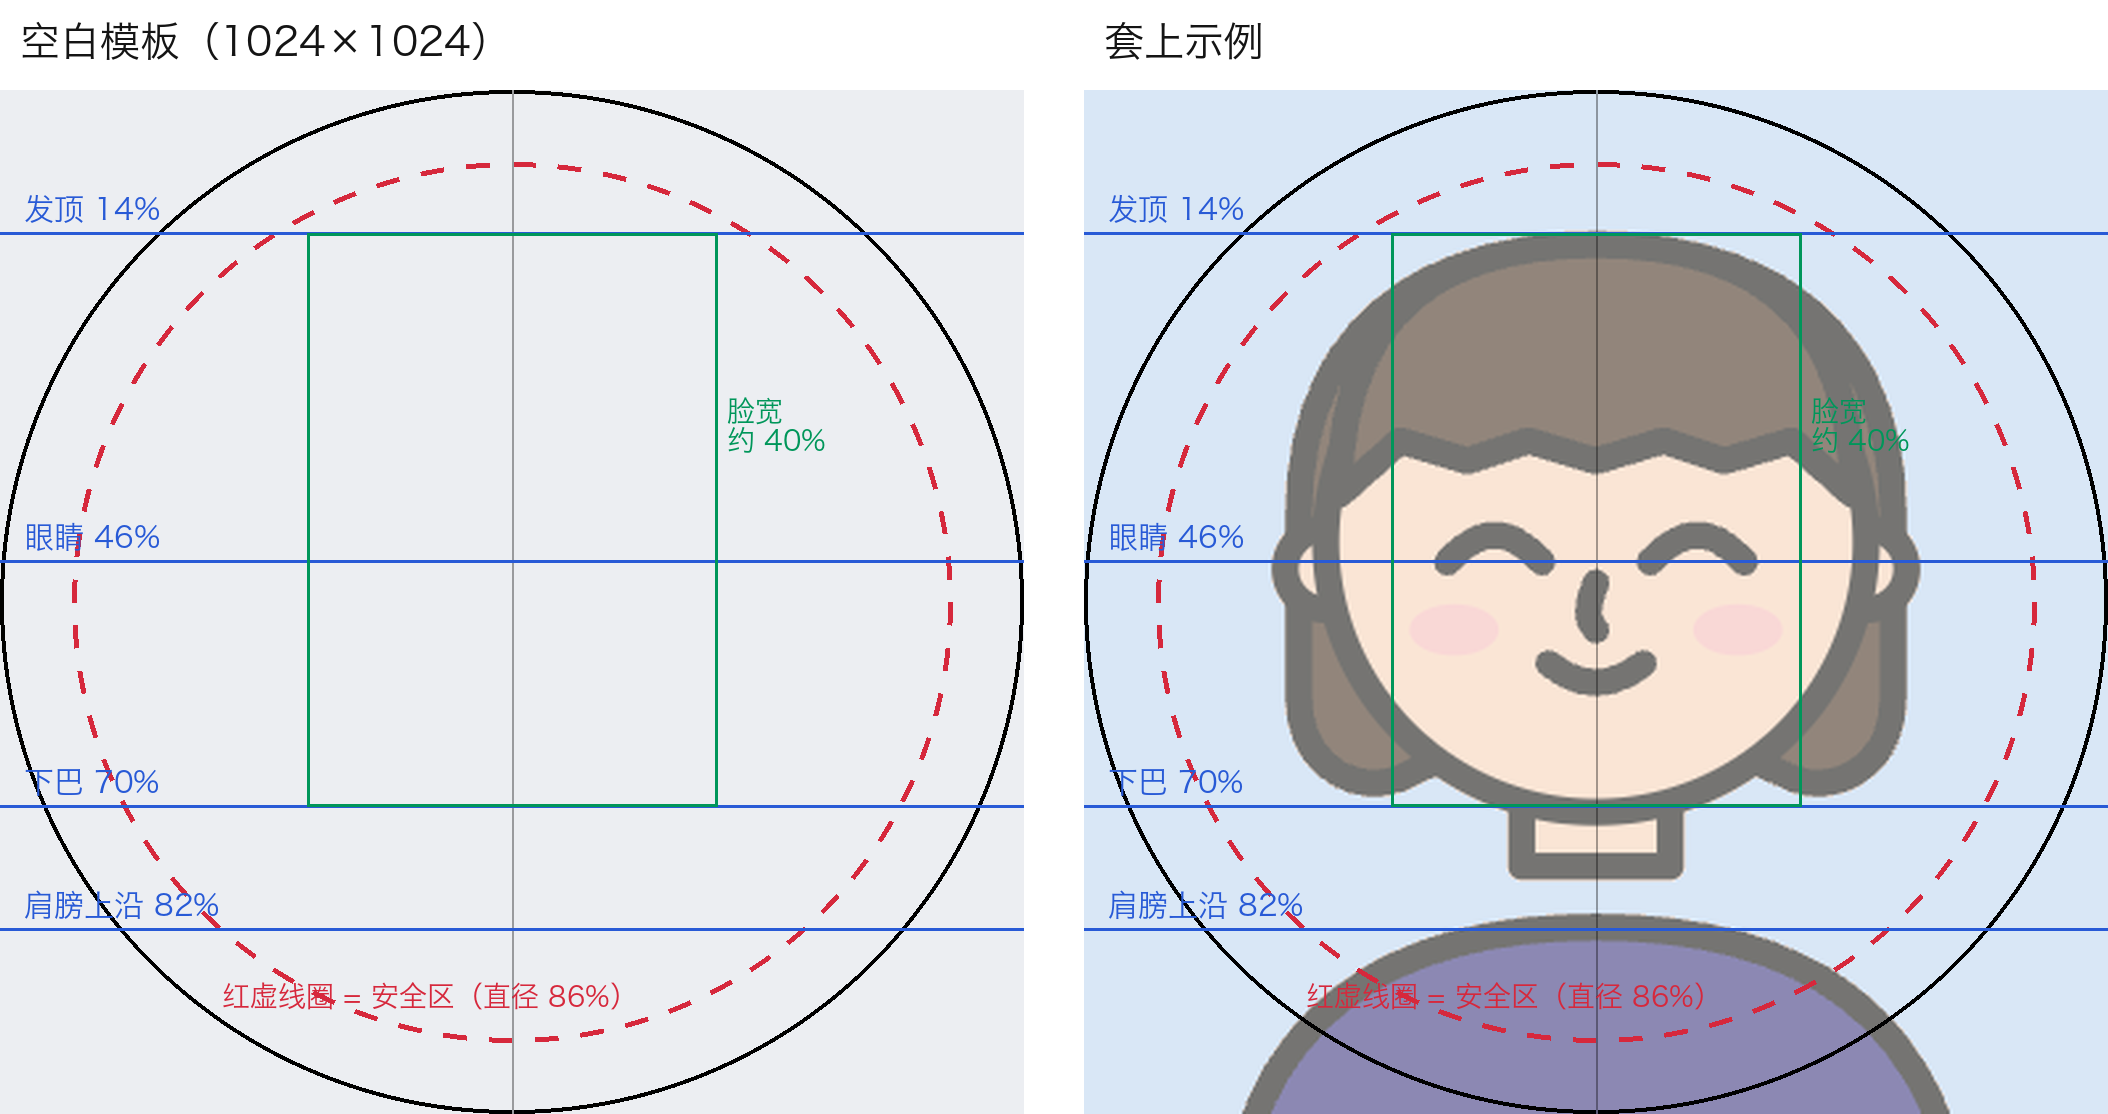 空白模板（1024×1024）
发顶 14%
脸宽
约 40%
眼睛 46%
下巴 70%
肩膀上沿 82%
红虚线圈 = 安全区（直径 86%）
套上示例
发顶 14%
脸宽
约 40%
眼睛 46%
下巴 70%
肩膀上沿 82%
红虚线圈 = 安全区（直径 86%）